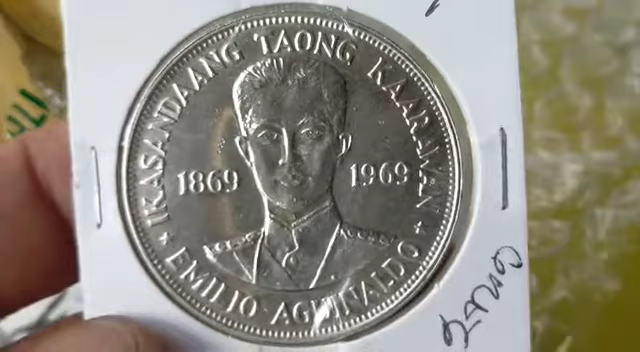 IKASANDAANG TAONG KAARAWAN
1869 1969
★ EMILIO · AGUINALDO ★